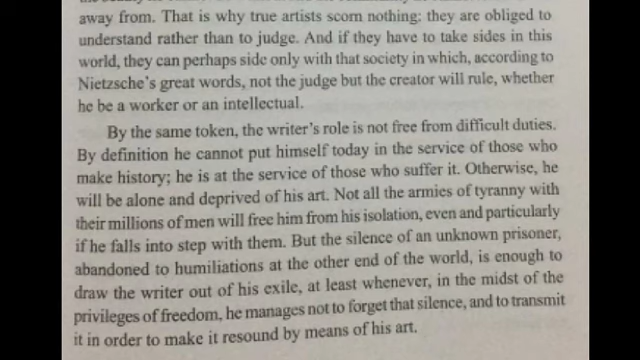 away from. That is why true artists scorn nothing: they are obliged to
understand rather than to judge. And if they have to take sides in this
world, they can perhaps side only with that society in which, according to
Nietzsche's great words, not the judge but the creator will rule, whether
he be a worker or an intellectual.
By the same token, the writer's role is not free from difficult duties.
By definition he cannot put himself today in the service of those who
make history; he is at the service of those who suffer it. Otherwise, he
will be alone and deprived of his art. Not all the armies of tyranny with
their millions of men will free him from his isolation, even and particularly
if he falls into step with them. But the silence of an unknown prisoner,
abandoned to humiliations at the other end of the world, is enough to
draw the writer out of his exile, at least whenever, in the midst of the
privileges of freedom, he manages not to forget that silence, and to transmit
it in order to make it resound by means of his art.